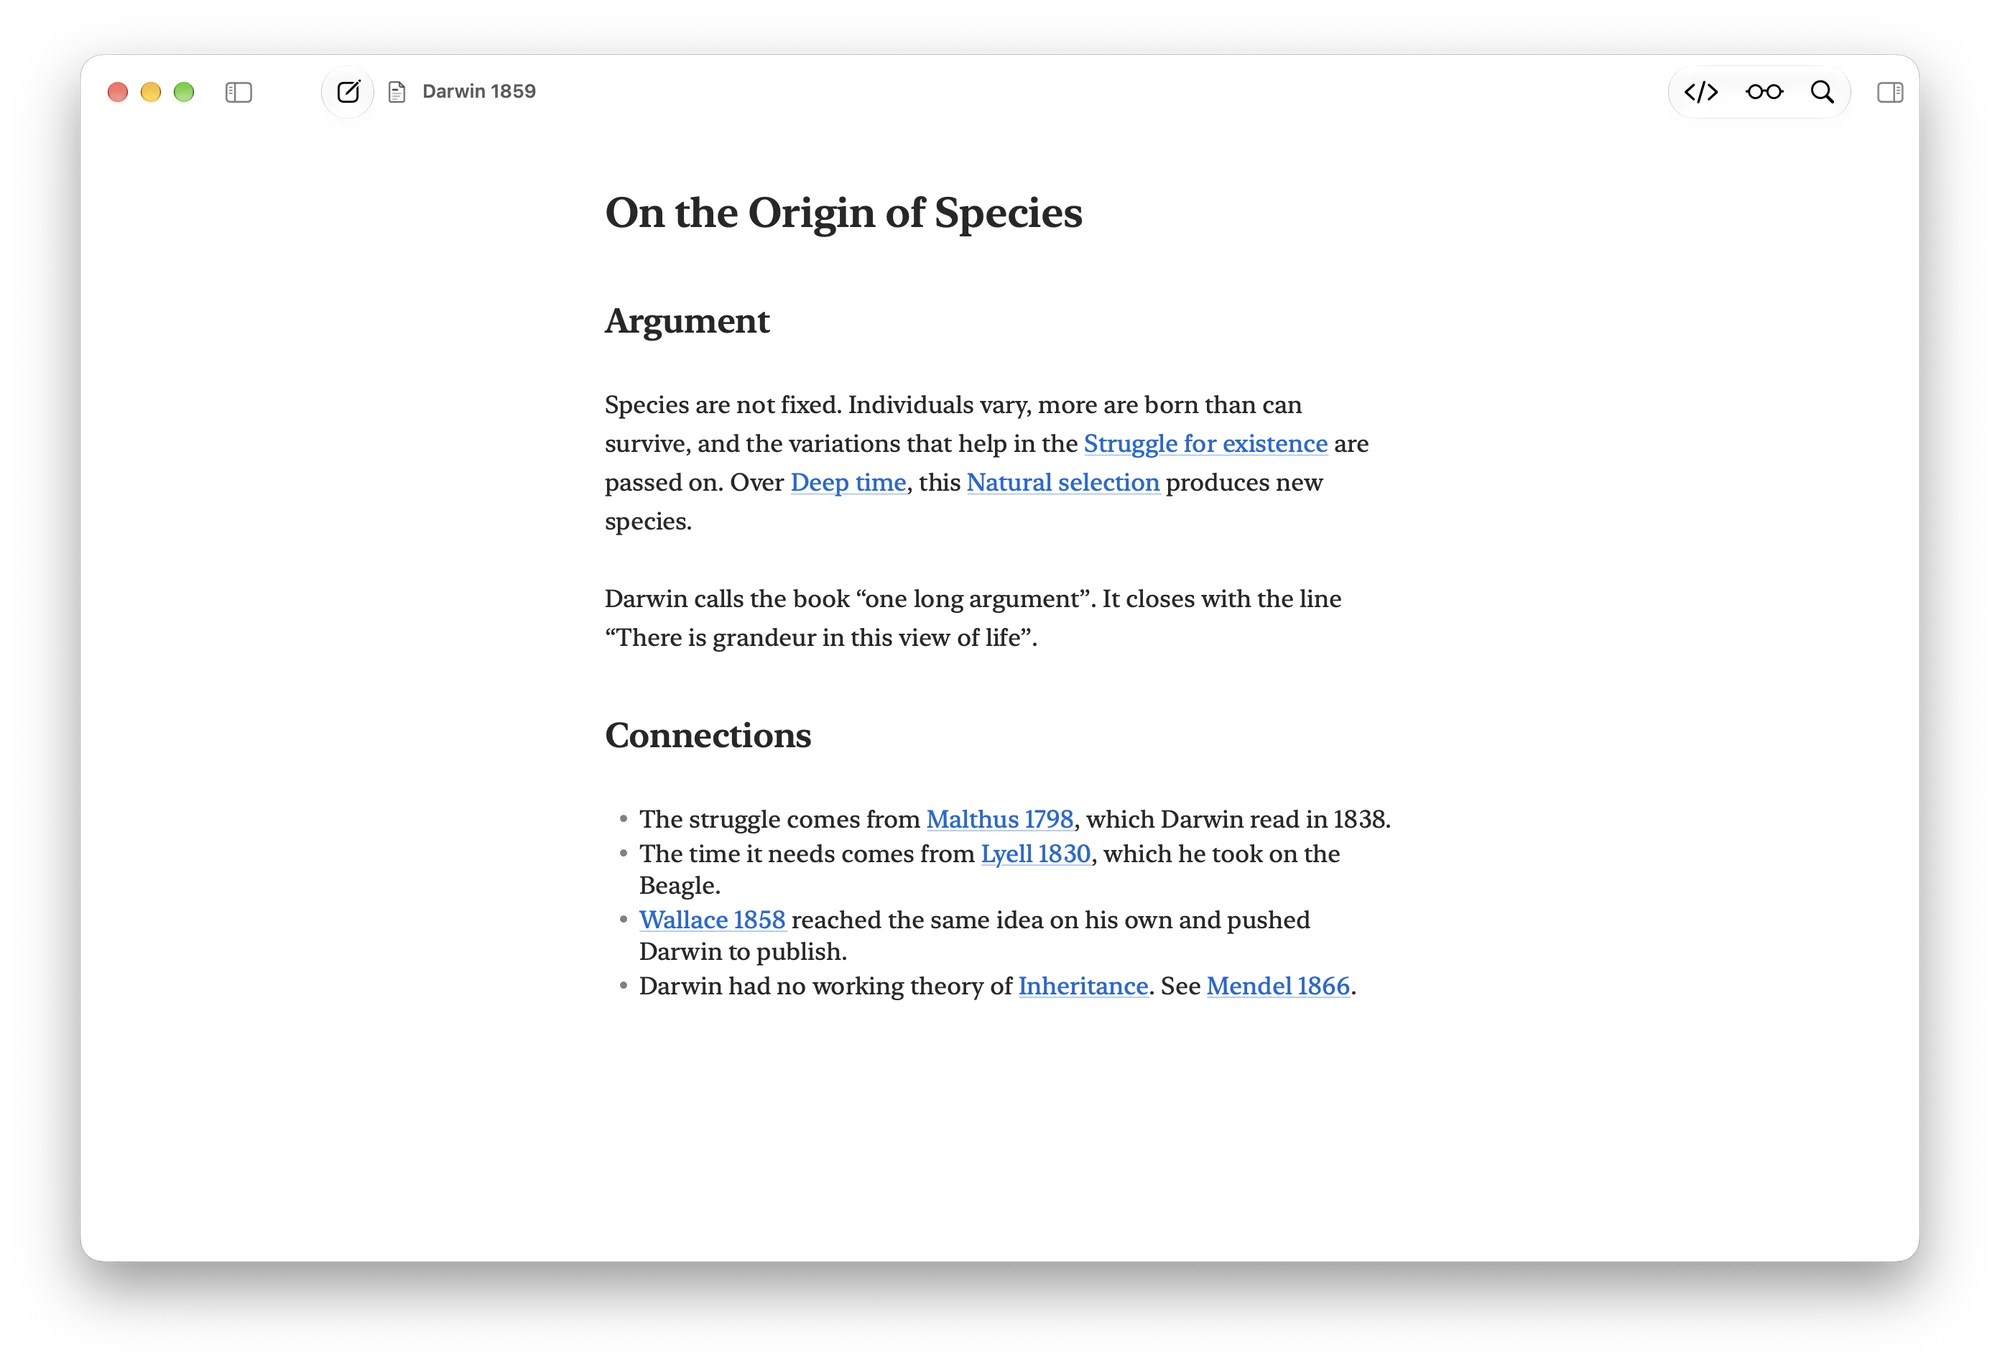 Darwin 1859
On the Origin of Species
Argument
Species are not fixed. Individuals vary, more are born than can
survive, and the variations that help in the Struggle for existence are
passed on. Over Deep time, this Natural selection produces new
species.
Darwin calls the book “one long argument”. It closes with the line
“There is grandeur in this view of life”.
Connections
• The struggle comes from Malthus 1798, which Darwin read in 1838.
• The time it needs comes from Lyell 1830, which he took on the
Beagle.
• Wallace 1858 reached the same idea on his own and pushed
Darwin to publish.
• Darwin had no working theory of Inheritance. See Mendel 1866.